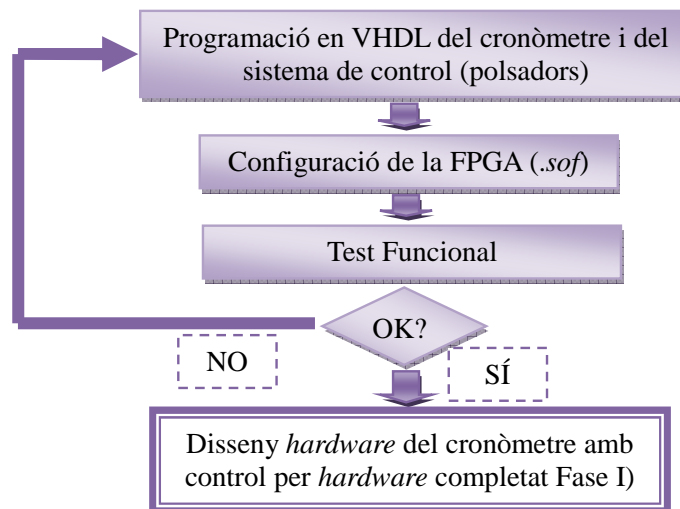 Programació en VHDL del cronòmetre i del
sistema de control (polsadors)
Configuració de la FPGA (.sof)
Test Funcional
OK?
NO
SÍ
Disseny hardware del cronòmetre amb
control per hardware completat Fase I)